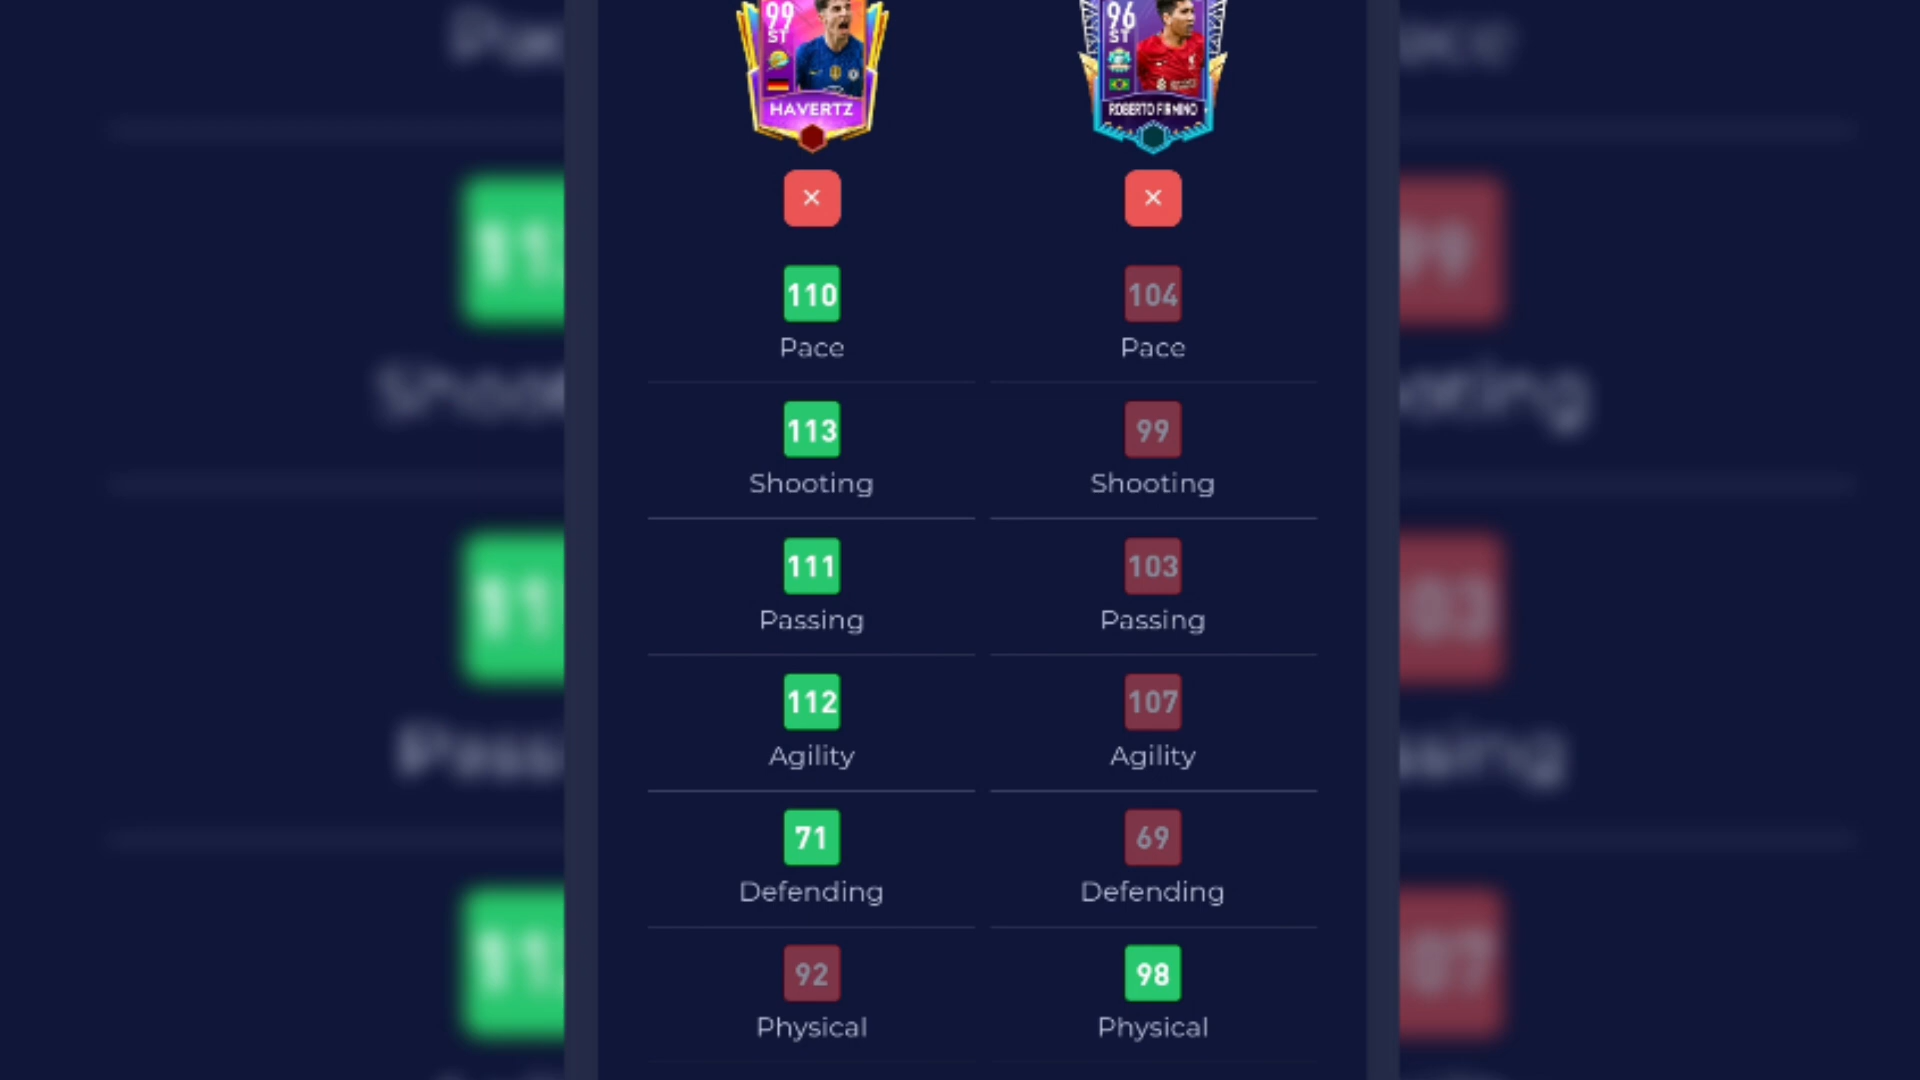 99 96
ST ST
HAVERTZ ROBERTO FIRMINO
× ×
110 104
Pace Pace
113 99
Shooting Shooting
111 103
Passing Passing
112 107
Agility Agility
71 69
Defending Defending
92 98
Physical Physical